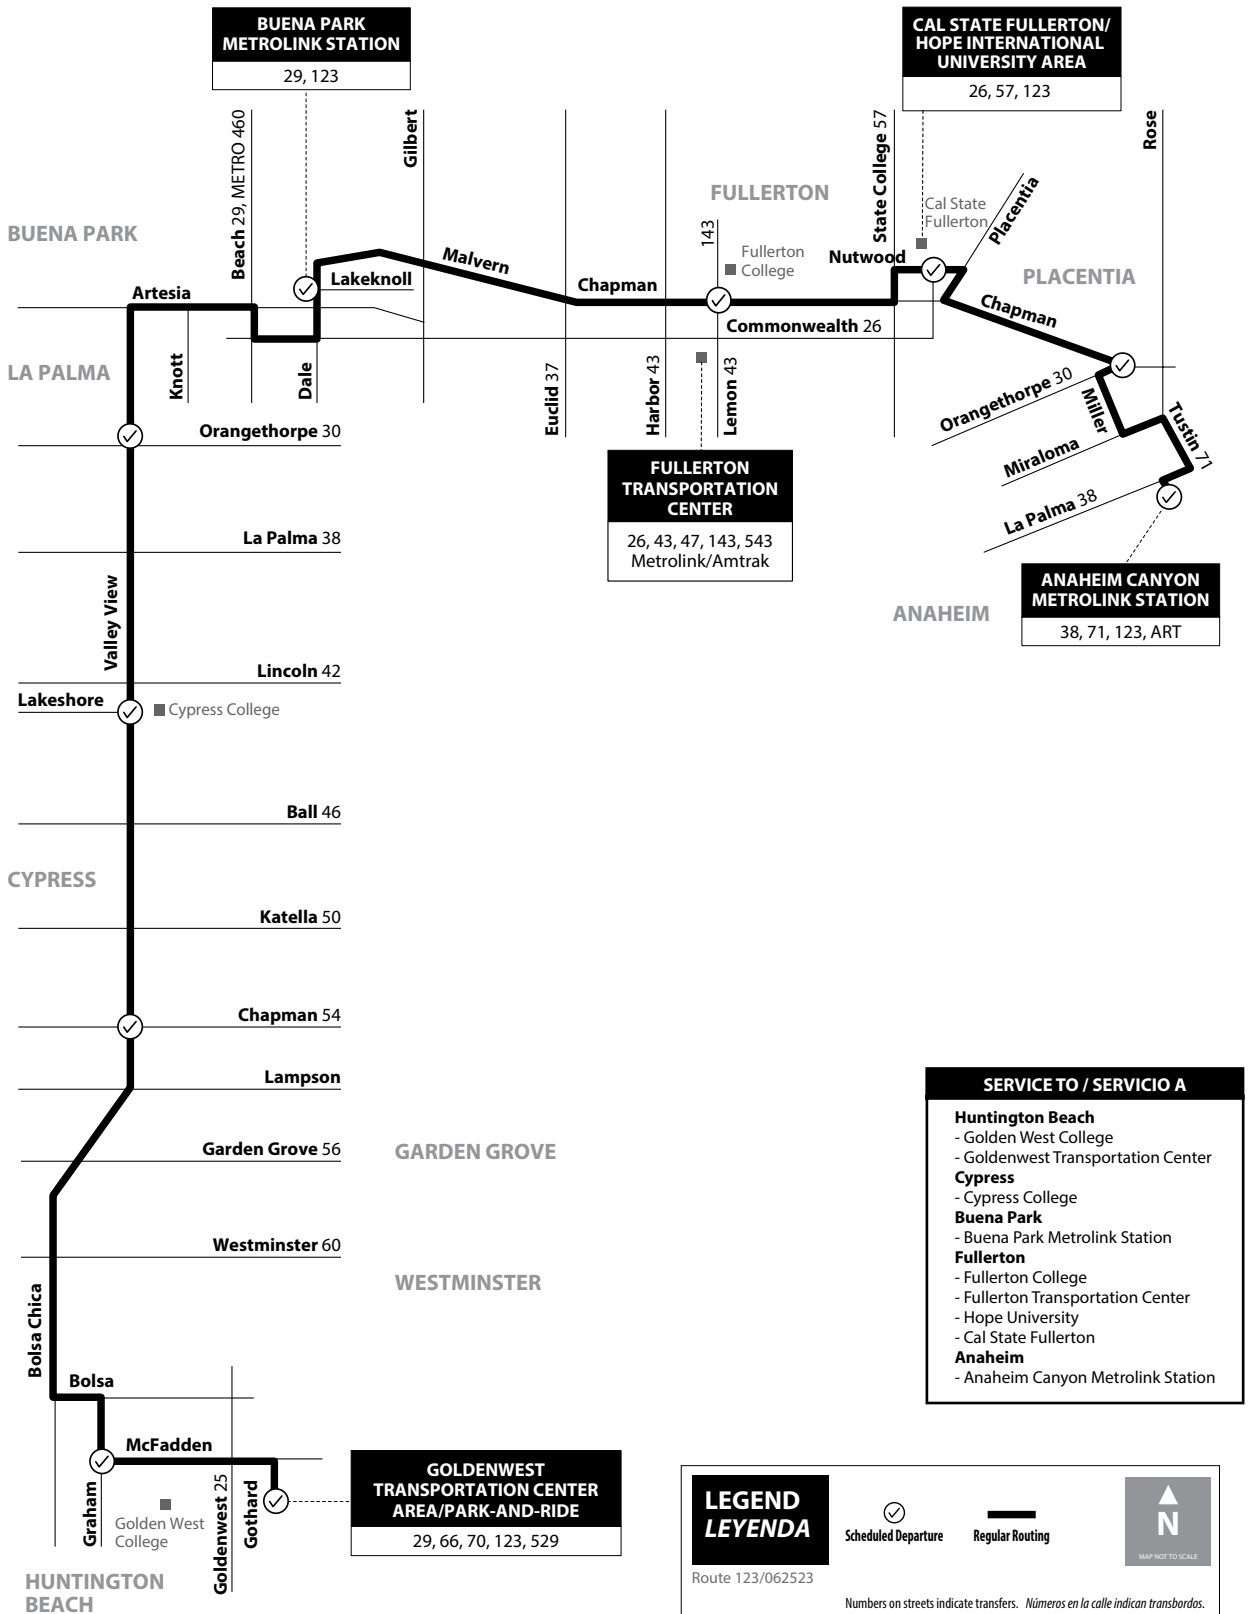 BUENA PARK
METROLINK STATION
29, 123
CAL STATE FULLERTON/
HOPE INTERNATIONAL
UNIVERSITY AREA
26, 57, 123
Beach 29, METRO 460
Gilbert
State College 57
Rose
FULLERTON
Cal State
Fullerton
Placentia
BUENA PARK
143
Fullerton
College
Nutwood
PLACENTIA
Malvern
Lakeknoll
Artesia
Chapman
Chapman
Commonwealth 26
LA PALMA
Knott
Dale
Euclid 37
Harbor 43
Lemon 43
Orangethorpe 30
Miller
Tustin 71
Orangethorpe 30
Miraloma
FULLERTON
TRANSPORTATION
CENTER
26, 43, 47, 143, 543
Metrolink/Amtrak
La Palma 38
La Palma 38
ANAHEIM CANYON
METROLINK STATION
38, 71, 123, ART
ANAHEIM
Valley View
Lincoln 42
Lakeshore
Cypress College
Ball 46
CYPRESS
Katella 50
Chapman 54
Lampson
Garden Grove 56
GARDEN GROVE
Westminster 60
WESTMINSTER
Bolsa Chica
Bolsa
McFadden
Graham
Golden West
College
Goldenwest 25
Gothard
GOLDENWEST
TRANSPORTATION CENTER
AREA/PARK-AND-RIDE
29, 66, 70, 123, 529
HUNTINGTON
BEACH
SERVICE TO / SERVICIO A
Huntington Beach
- Golden West College
- Goldenwest Transportation Center
Cypress
- Cypress College
Buena Park
- Buena Park Metrolink Station
Fullerton
- Fullerton College
- Fullerton Transportation Center
- Hope University
- Cal State Fullerton
Anaheim
- Anaheim Canyon Metrolink Station
LEGEND
LEYENDA
Scheduled Departure
Regular Routing
N
MAP NOT TO SCALE
Route 123/062523
Numbers on streets indicate transfers. Números en la calle indican transbordos.